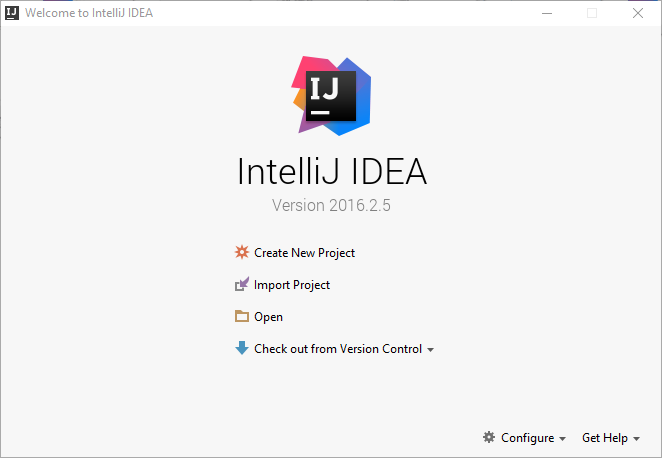 IJ Welcome to IntelliJ IDEA
IJ
IntelliJ IDEA
Version 2016.2.5
Create New Project
Import Project
Open
Check out from Version Control
Configure Get Help